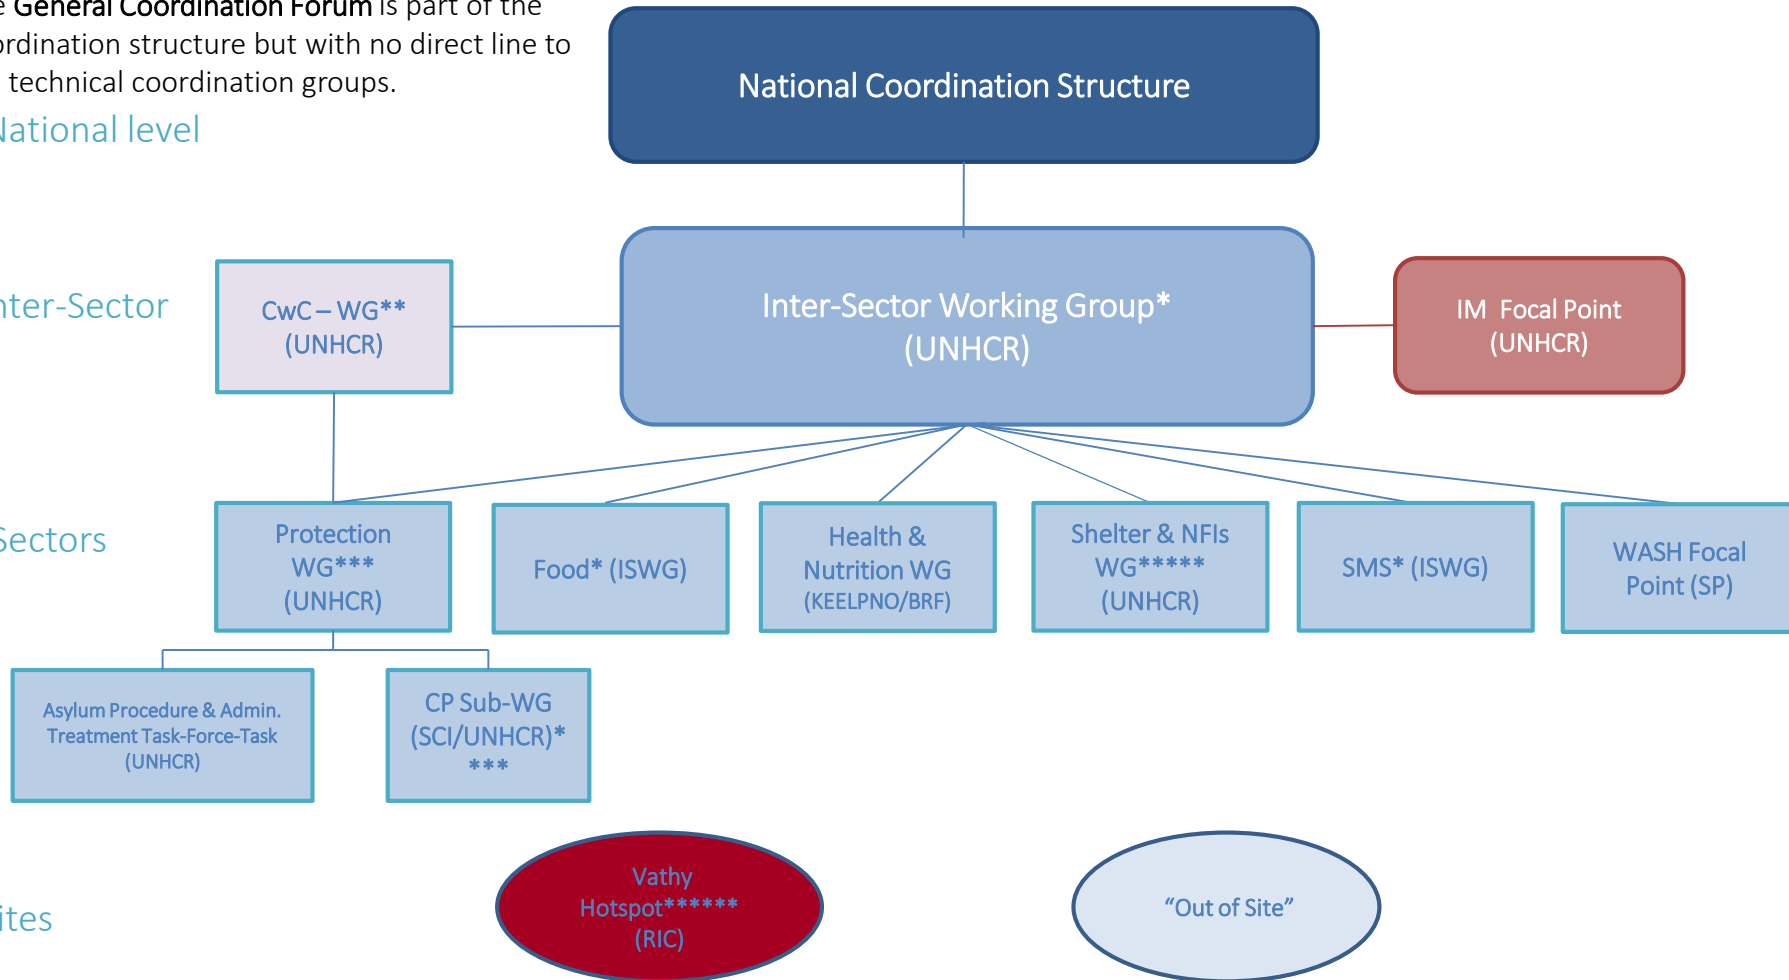 General Coordination Forum is part of the
ordination structure but with no direct line to
technical coordination groups.
National level
National Coordination Structure
Inter-Sector
CwC – WG**
(UNHCR)
Inter-Sector Working Group*
(UNHCR)
IM Focal Point
(UNHCR)
Sectors
Protection
WG***
(UNHCR)
Food* (ISWG)
Health &
Nutrition WG
(KEELPNO/BRF)
Shelter & NFIs
WG*****
(UNHCR)
SMS* (ISWG)
WASH Focal
Point (SP)
Asylum Procedure & Admin.
Treatment Task-Force-Task
(UNHCR)
CP Sub-WG
(SCI/UNHCR)*
***
ites
Vathy
Hotspot******
(RIC)
“Out of Site”